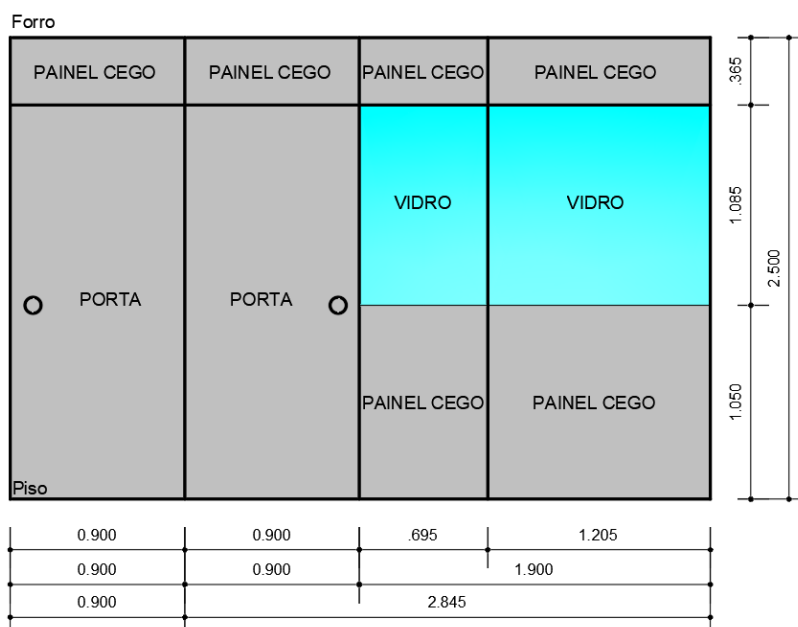 Forro
PAINEL CEGO PAINEL CEGO PAINEL CEGO PAINEL CEGO
.365
VIDRO VIDRO
1.085
2.500
PORTA PORTA
PAINEL CEGO PAINEL CEGO
1.050
Piso
0.900 0.900 .695 1.205
0.900 0.900 1.900
0.900 2.845